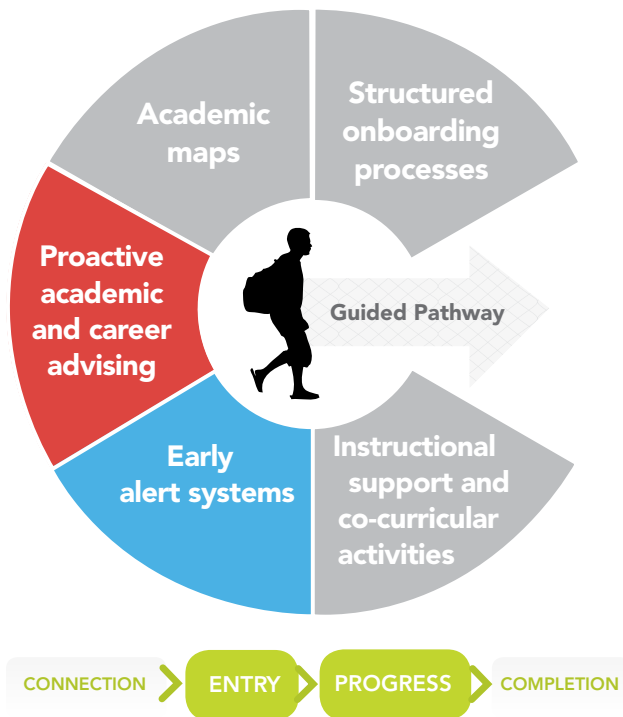 Academic
maps
Structured
onboarding
processes
Proactive
academic
and career
advising
Guided Pathway
Early
alert systems
Instructional
support and
co-curricular
activities
CONNECTION
ENTRY
PROGRESS
COMPLETION